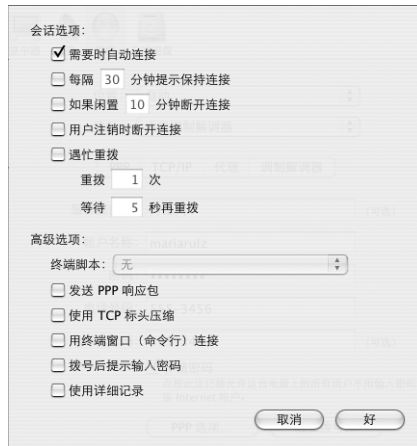 会话选项:
需要时自动连接
每隔 30 分钟提示保持连接
如果闲置 10 分钟断开连接
用户注销时断开连接
遇忙重拨
重拨 1 次
等待 5 秒再重拨
高级选项:
终端脚本: 无
发送 PPP 响应包
使用 TCP 标头压缩
用终端窗口（命令行）连接
拨号后提示输入密码
使用详细记录
取消 好